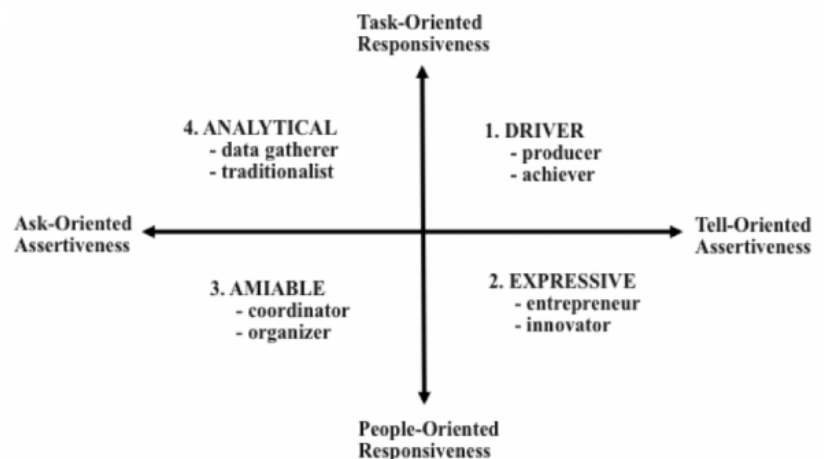 Task-Oriented
Responsiveness
4. ANALYTICAL
- data gatherer
- traditionalist
1. DRIVER
- producer
- achiever
Ask-Oriented
Assertiveness
Tell-Oriented
Assertiveness
3. AMIABLE
- coordinator
- organizer
2. EXPRESSIVE
- entrepreneur
- innovator
People-Oriented
Responsiveness